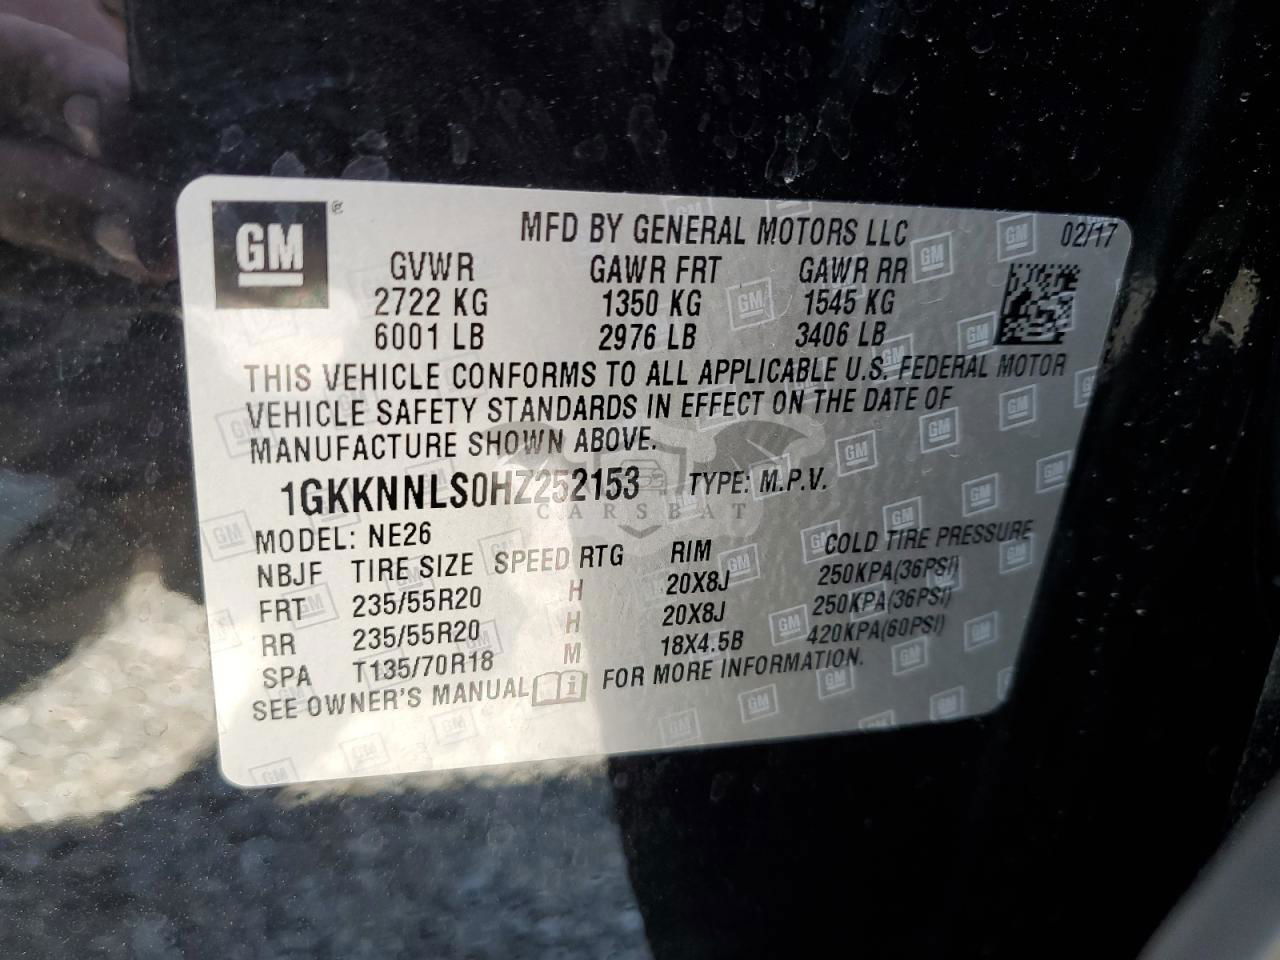 GM
MFD BY GENERAL MOTORS LLC 02/17
GVWR GAWR FRT GAWR RR
2722 KG 1350 KG 1545 KG
6001 LB 2976 LB 3406 LB
THIS VEHICLE CONFORMS TO ALL APPLICABLE U.S. FEDERAL MOTOR
VEHICLE SAFETY STANDARDS IN EFFECT ON THE DATE OF
MANUFACTURE SHOWN ABOVE.
1GKKNNLS0HZ252153 TYPE: M.P.V.
CARSBAT
MODEL: NE26
NBJF TIRE SIZE SPEED RTG RIM COLD TIRE PRESSURE
FRT 235/55R20 H 20X8J 250KPA(36PSI)
RR 235/55R20 H 20X8J 250KPA(36PSI)
SPA T135/70R18 M 18X4.5B 420KPA(60PSI)
SEE OWNER'S MANUAL i FOR MORE INFORMATION.